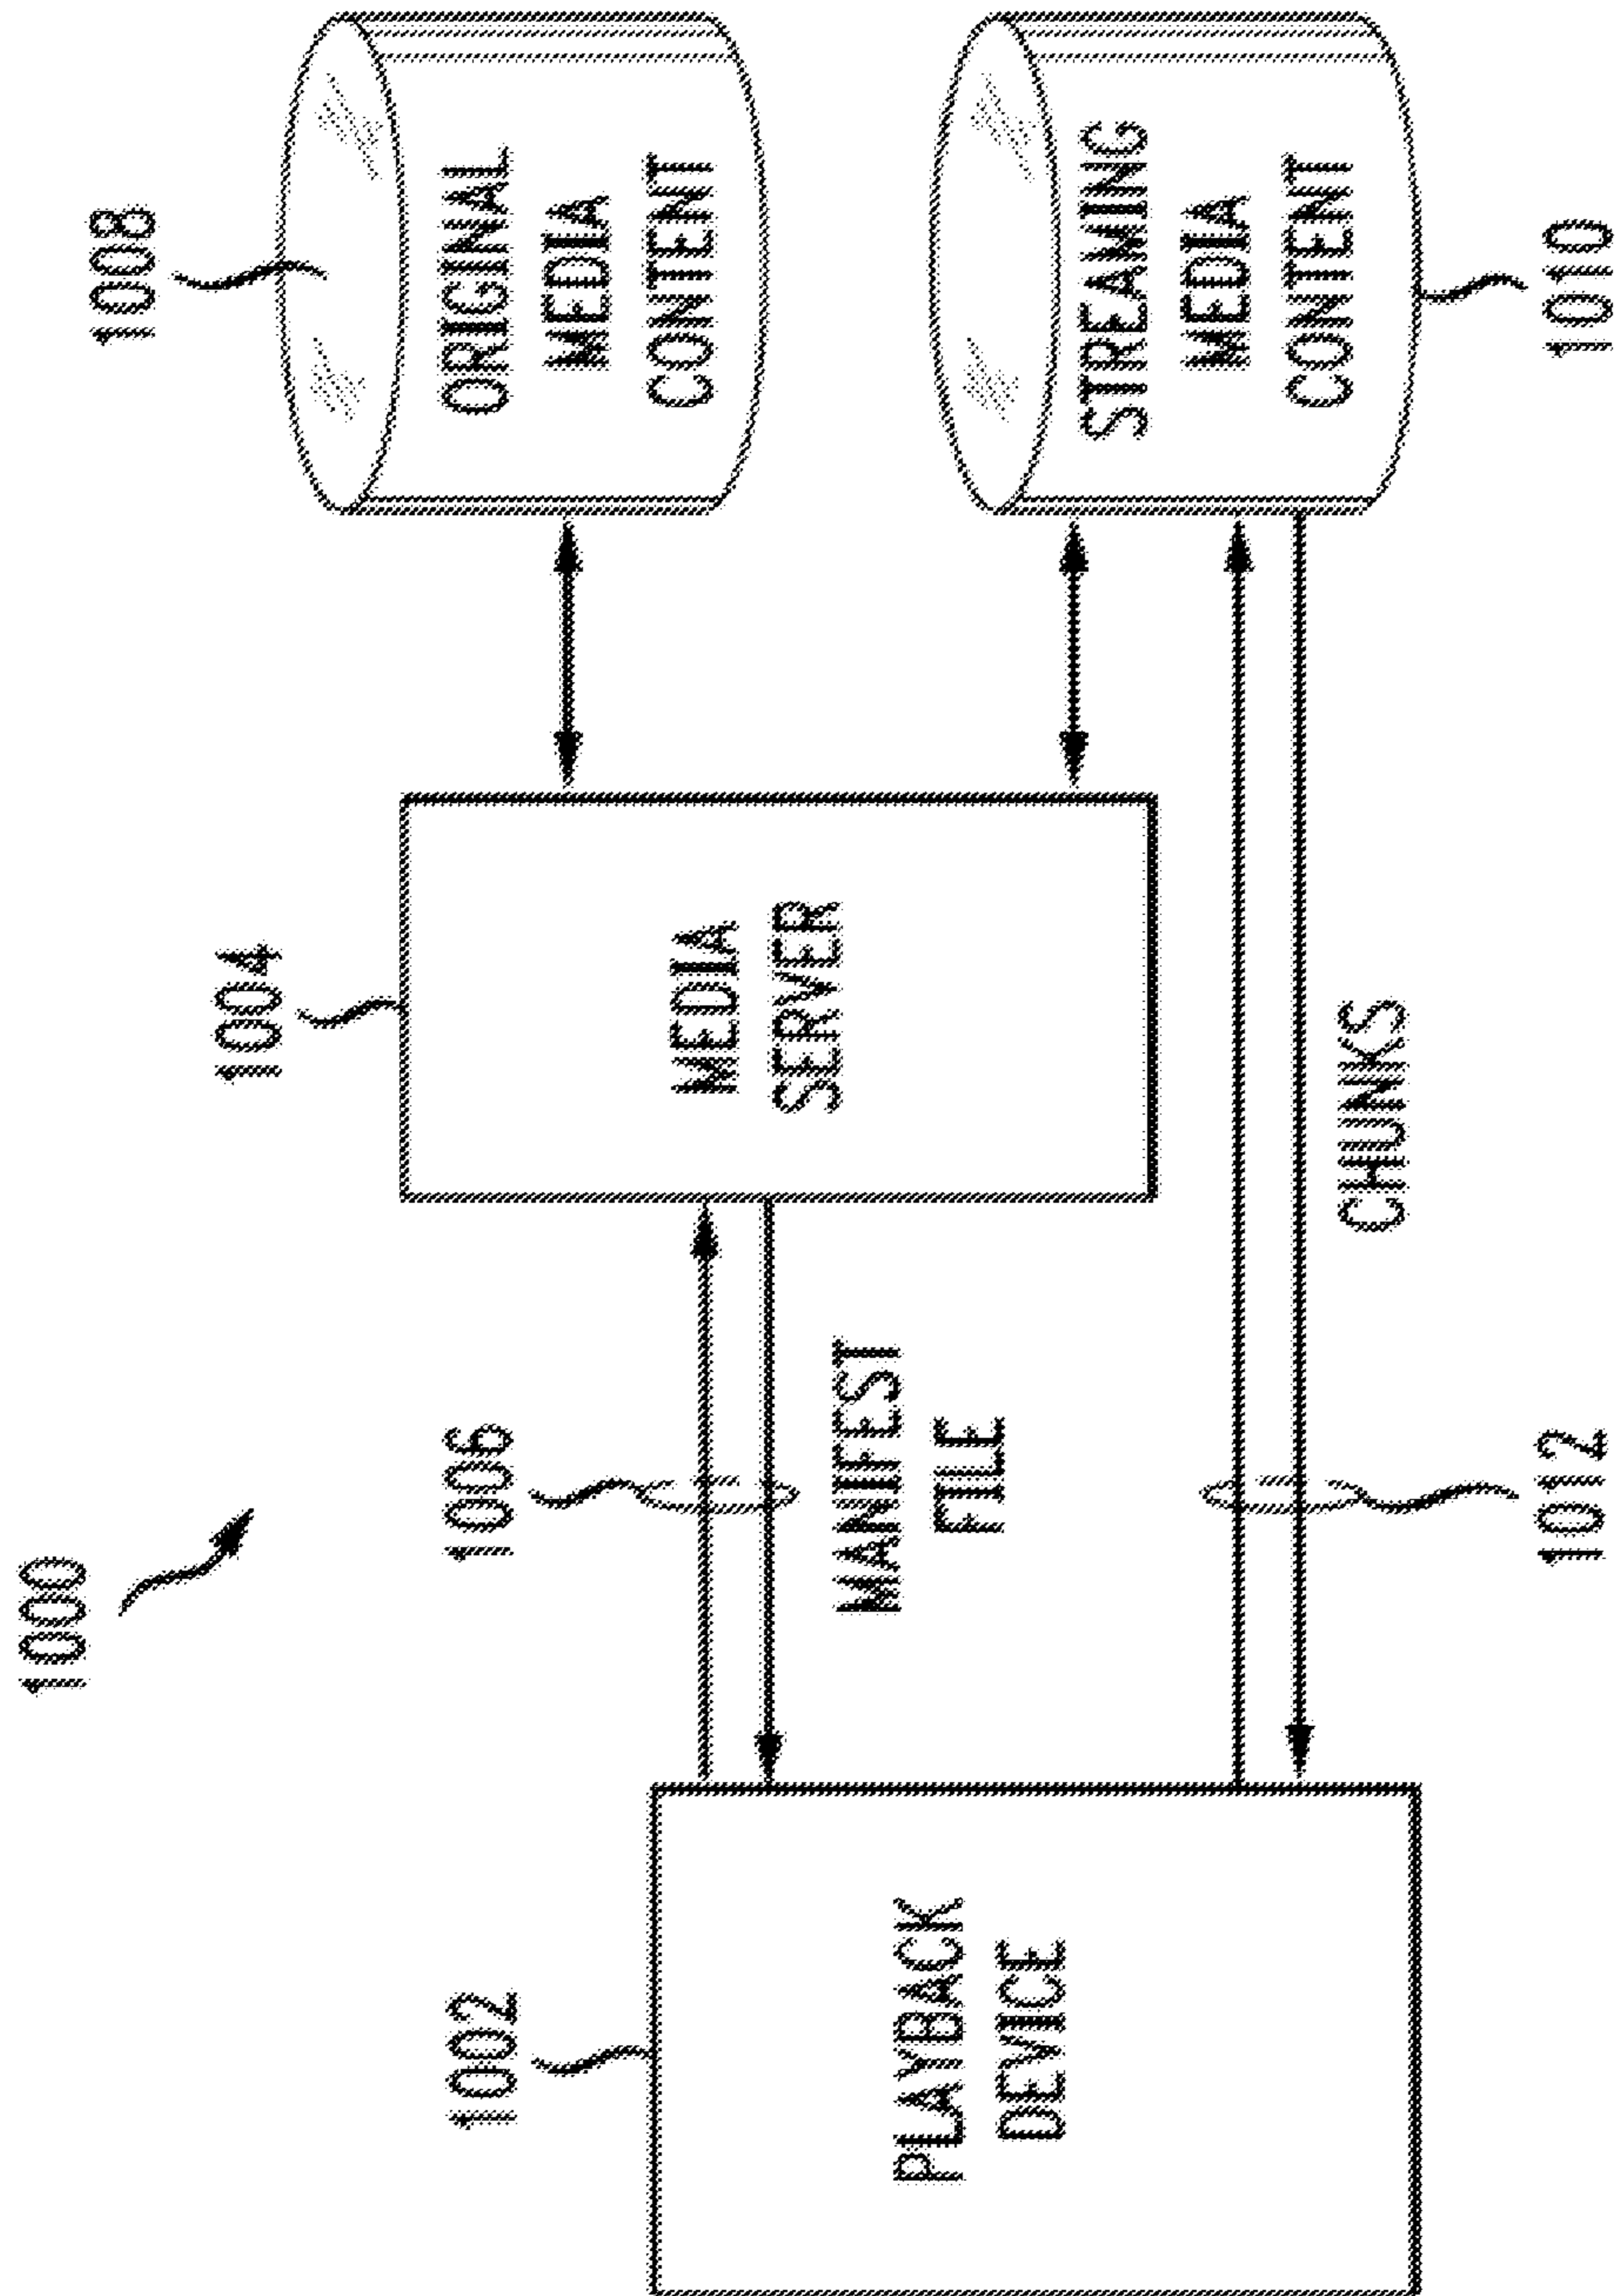 1000
1002
PLAYBACK
DEVICE
1006
MANIFEST
FILE
1012
1004
MEDIA
SERVER
CHUNKS
1008
ORIGINAL
MEDIA
CONTENT
STREAMING
MEDIA
CONTENT
1010